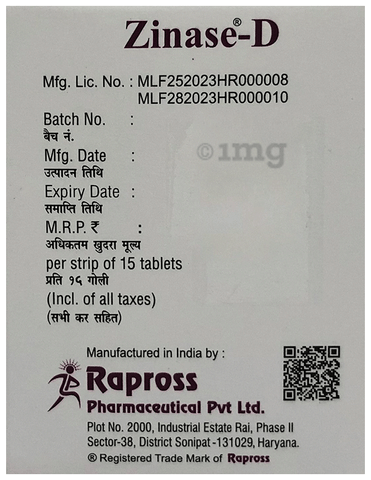 Zinase®-D
Mfg. Lic. No. : MLF252023HR000008
MLF282023HR000010
Batch No. :
बैच नं.
Mfg. Date :
उत्पादन तिथि
Expiry Date :
समाप्ति तिथि
M.R.P. ₹ :
अधिकतम खुदरा मूल्य
per strip of 15 tablets
प्रति १५ गोली
(Incl. of all taxes)
(सभी कर सहित)
©1mg
Manufactured in India by :
Rapross
Pharmaceutical Pvt Ltd.
Plot No. 2000, Industrial Estate Rai, Phase II
Sector-38, District Sonipat -131029, Haryana.
® Registered Trade Mark of Rapross